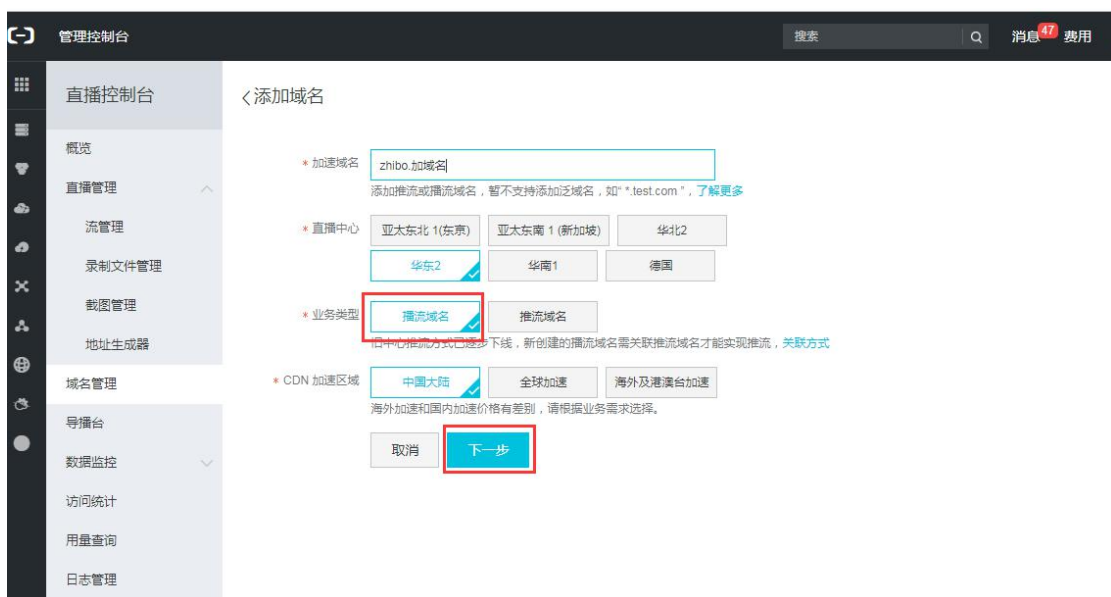 管理控制台
搜索
消息 47 费用
直播控制台
添加域名
概览
直播管理
流管理
录制文件管理
截图管理
地址生成器
域名管理
导播台
数据监控
访问统计
用量查询
日志管理
* 加速域名 zhibo.加域名
添加推流或播流域名，暂不支持添加泛域名，如“ *.test.com ”，了解更多
* 直播中心 亚太东北 1(东京) 亚太东南 1 (新加坡) 华北2
华东2 华南1 德国
* 业务类型 播流域名 推流域名
旧中心推流方式已逐步下线，新创建的播流域名需关联推流域名才能实现推流，关联方式
* CDN 加速区域 中国大陆 全球加速 海外及港澳台加速
海外加速和国内加速价格有差别，请根据业务需求选择。
取消 下一步